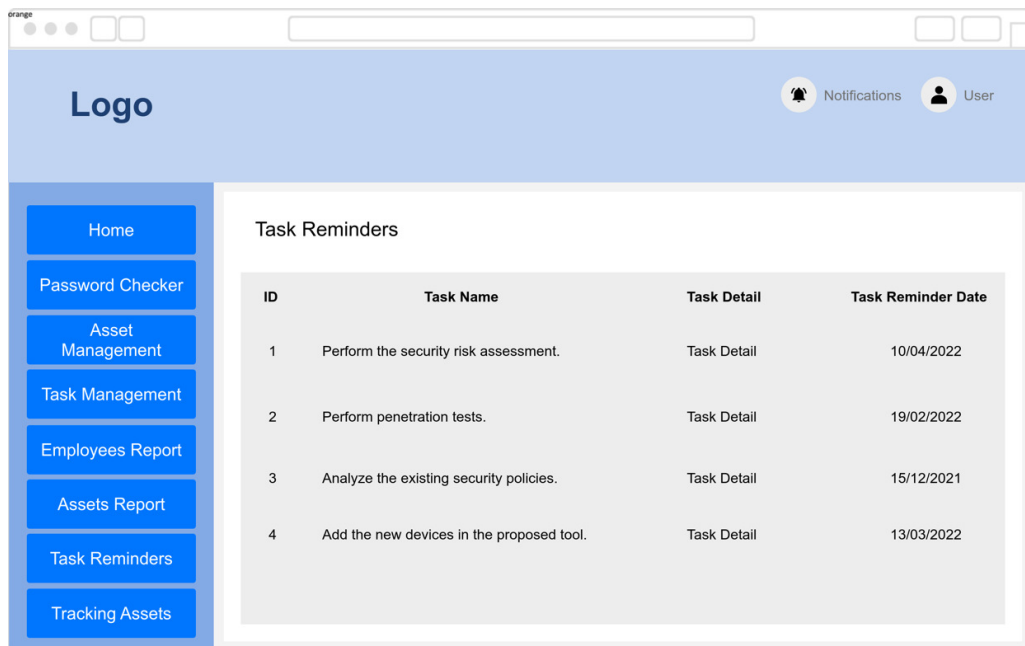 orange
Logo
Notifications
User
Home
Password Checker
Asset
Management
Task Management
Employees Report
Assets Report
Task Reminders
Tracking Assets
Task Reminders
ID Task Name Task Detail Task Reminder Date
1 Perform the security risk assessment. Task Detail 10/04/2022
2 Perform penetration tests. Task Detail 19/02/2022
3 Analyze the existing security policies. Task Detail 15/12/2021
4 Add the new devices in the proposed tool. Task Detail 13/03/2022